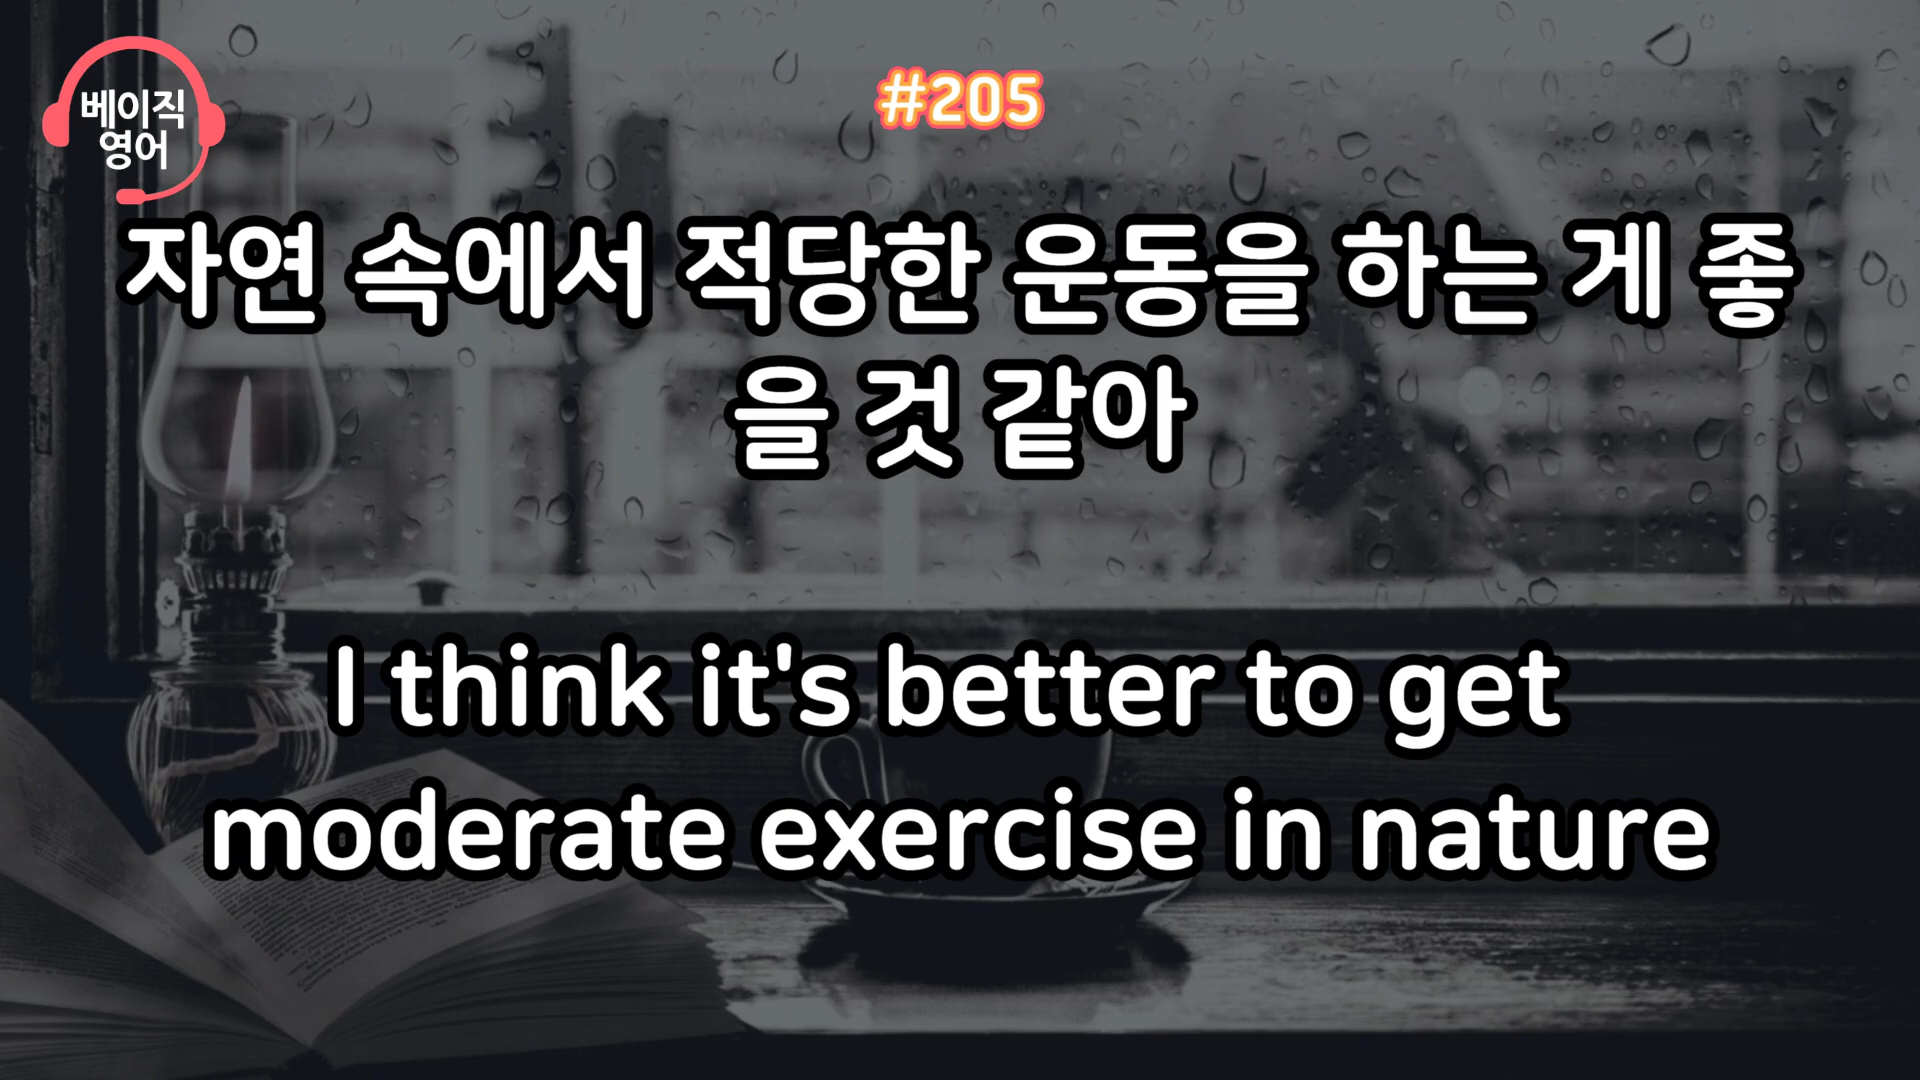 베이직
영어
#205
자연 속에서 적당한 운동을 하는 게 좋
을 것 같아
I think it's better to get
moderate exercise in nature